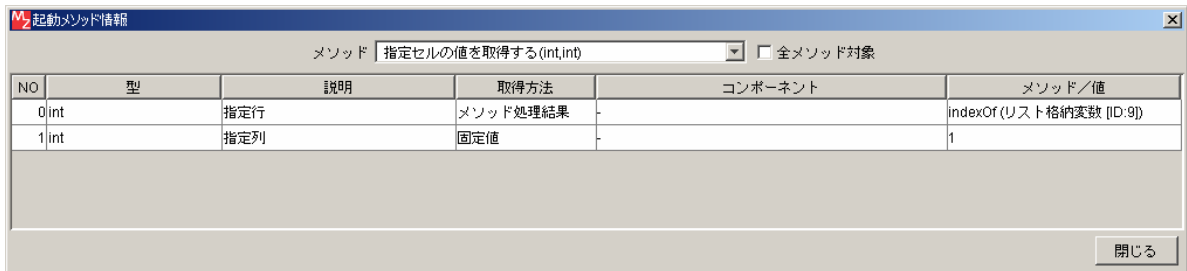 MZ 起動メソッド情報
メソッド 指定セルの値を取得する(int,int) 全メソッド対象
NO 型 説明 取得方法 コンポーネント メソッド／値
0 int 指定行 メソッド処理結果 - indexOf (リスト格納変数 [ID:9])
1 int 指定列 固定値 - 1
閉じる